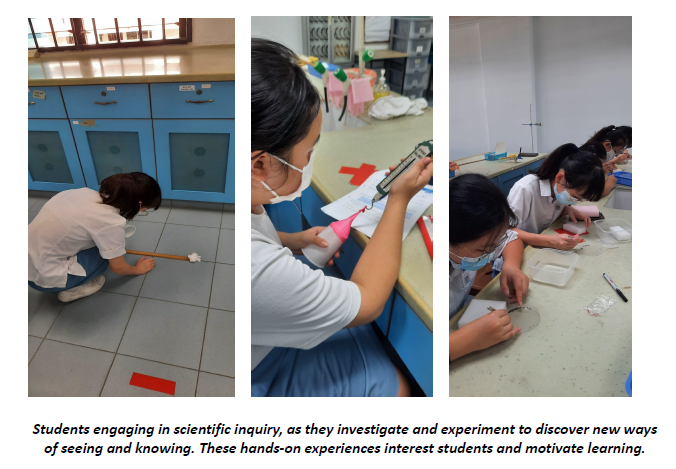 Students engaging in scientific inquiry, as they investigate and experiment to discover new ways
of seeing and knowing. These hands-on experiences interest students and motivate learning.